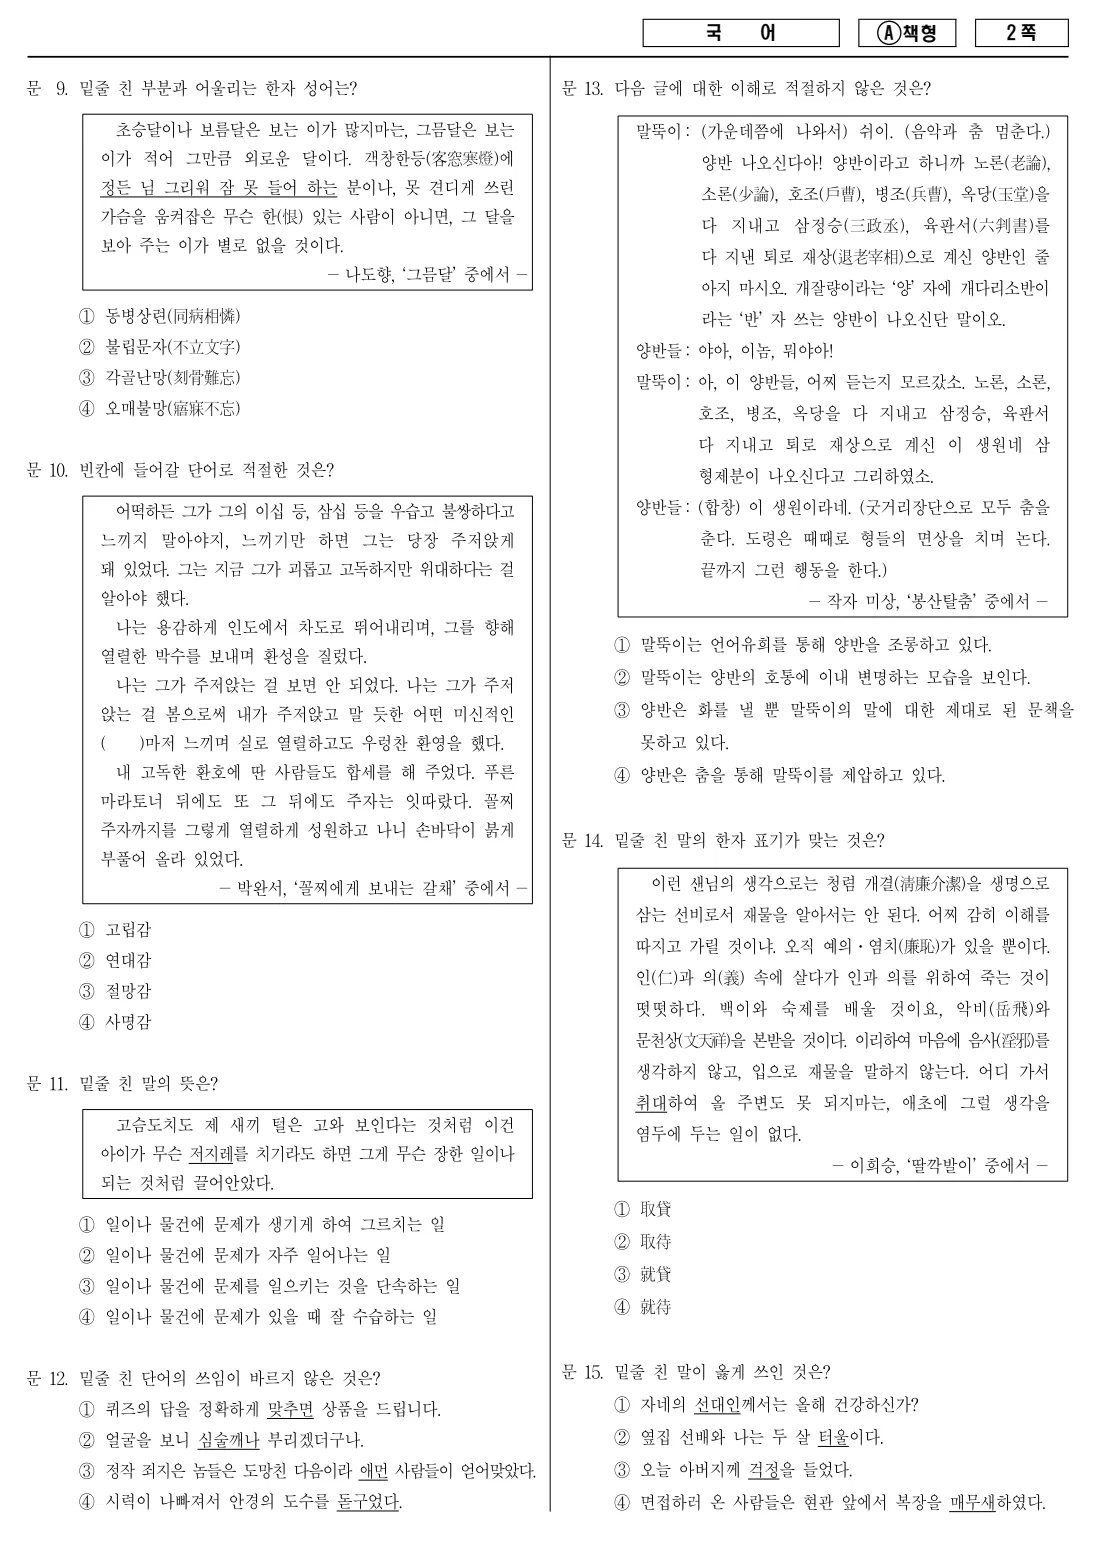 국 어
Ⓐ책형
2쪽
문 9. 밑줄 친 부분과 어울리는 한자 성어는?
초승달이나 보름달은 보는 이가 많지마는, 그믐달은 보는
이가 적어 그만큼 외로운 달이다. 객창한등(客窓寒燈)에
정든 님 그리워 잠 못 들어 하는 분이나, 못 견디게 쓰린
가슴을 움켜잡은 무슨 한(恨) 있는 사람이 아니면, 그 달을
보아 주는 이가 별로 없을 것이다.
- 나도향, ‘그믐달’ 중에서 -
① 동병상련(同病相憐)
② 불립문자(不立文字)
③ 각골난망(刻骨難忘)
④ 오매불망(寤寐不忘)
문 10. 빈칸에 들어갈 단어로 적절한 것은?
어떡하든 그가 그의 이십 등, 삼십 등을 우습고 불쌍하다고
느끼지 말아야지, 느끼기만 하면 그는 당장 주저앉게
돼 있었다. 그는 지금 그가 괴롭고 고독하지만 위대하다는 걸
알아야 했다.
나는 용감하게 인도에서 차도로 뛰어내리며, 그를 향해
열렬한 박수를 보내며 환성을 질렀다.
나는 그가 주저앉는 걸 보면 안 되었다. 나는 그가 주저
앉는 걸 봄으로써 내가 주저앉고 말 듯한 어떤 미신적인
( )마저 느끼며 실로 열렬하고도 우렁찬 환영을 했다.
내 고독한 환호에 딴 사람들도 합세를 해 주었다. 푸른
마라토너 뒤에도 또 그 뒤에도 주자는 잇따랐다. 꼴찌
주자까지를 그렇게 열렬하게 성원하고 나니 손바닥이 붉게
부풀어 올라 있었다.
- 박완서, ‘꼴찌에게 보내는 갈채’ 중에서 -
① 고립감
② 연대감
③ 절망감
④ 사명감
문 11. 밑줄 친 말의 뜻은?
고슴도치도 제 새끼 털은 고와 보인다는 것처럼 이건
아이가 무슨 저지레를 치기라도 하면 그게 무슨 장한 일이나
되는 것처럼 끌어안았다.
① 일이나 물건에 문제가 생기게 하여 그르치는 일
② 일이나 물건에 문제가 자주 일어나는 일
③ 일이나 물건에 문제를 일으키는 것을 단속하는 일
④ 일이나 물건에 문제가 있을 때 잘 수습하는 일
문 12. 밑줄 친 단어의 쓰임이 바르지 않은 것은?
① 퀴즈의 답을 정확하게 맞추면 상품을 드립니다.
② 얼굴을 보니 심술깨나 부리겠더구나.
③ 정작 죄지은 놈들은 도망친 다음이라 애먼 사람들이 얻어맞았다.
④ 시력이 나빠져서 안경의 도수를 돋구었다.
문 13. 다음 글에 대한 이해로 적절하지 않은 것은?
말뚝이: (가운데쯤에 나와서) 쉬이. (음악과 춤 멈춘다.)
양반 나오신다아! 양반이라고 하니까 노론(老論),
소론(少論), 호조(戶曹), 병조(兵曹), 옥당(玉堂)을
다 지내고 삼정승(三政丞), 육판서(六判書)를
다 지낸 퇴로 재상(退老宰相)으로 계신 양반인 줄
아지 마시오. 개잘량이라는 ‘양’ 자에 개다리소반이
라는 ‘반’ 자 쓰는 양반이 나오신단 말이오.
양반들: 야아, 이놈, 뭐야아!
말뚝이: 아, 이 양반들, 어찌 듣는지 모르갔소. 노론, 소론,
호조, 병조, 옥당을 다 지내고 삼정승, 육판서
다 지내고 퇴로 재상으로 계신 이 생원네 삼
형제분이 나오신다고 그리하였소.
양반들: (합창) 이 생원이라네. (굿거리장단으로 모두 춤을
춘다. 도령은 때때로 형들의 면상을 치며 논다.
끝까지 그런 행동을 한다.)
- 작자 미상, ‘봉산탈춤’ 중에서 -
① 말뚝이는 언어유희를 통해 양반을 조롱하고 있다.
② 말뚝이는 양반의 호통에 이내 변명하는 모습을 보인다.
③ 양반은 화를 낼 뿐 말뚝이의 말에 대한 제대로 된 문책을
못하고 있다.
④ 양반은 춤을 통해 말뚝이를 제압하고 있다.
문 14. 밑줄 친 말의 한자 표기가 맞는 것은?
이런 샌님의 생각으로는 청렴 개결(淸廉介潔)을 생명으로
삼는 선비로서 재물을 알아서는 안 된다. 어찌 감히 이해를
따지고 가릴 것이냐. 오직 예의·염치(廉恥)가 있을 뿐이다.
인(仁)과 의(義) 속에 살다가 인과 의를 위하여 죽는 것이
떳떳하다. 백이와 숙제를 배울 것이요, 악비(岳飛)와
문천상(文天祥)을 본받을 것이다. 이리하여 마음에 음사(淫邪)를
생각하지 않고, 입으로 재물을 말하지 않는다. 어디 가서
취대하여 올 주변도 못 되지마는, 애초에 그럴 생각을
염두에 두는 일이 없다.
- 이희승, ‘딸깍발이’ 중에서 -
① 取貸
② 取待
③ 就貸
④ 就待
문 15. 밑줄 친 말이 옳게 쓰인 것은?
① 자네의 선대인께서는 올해 건강하신가?
② 옆집 선배와 나는 두 살 터울이다.
③ 오늘 아버지께 걱정을 들었다.
④ 면접하러 온 사람들은 현관 앞에서 복장을 매무새하였다.